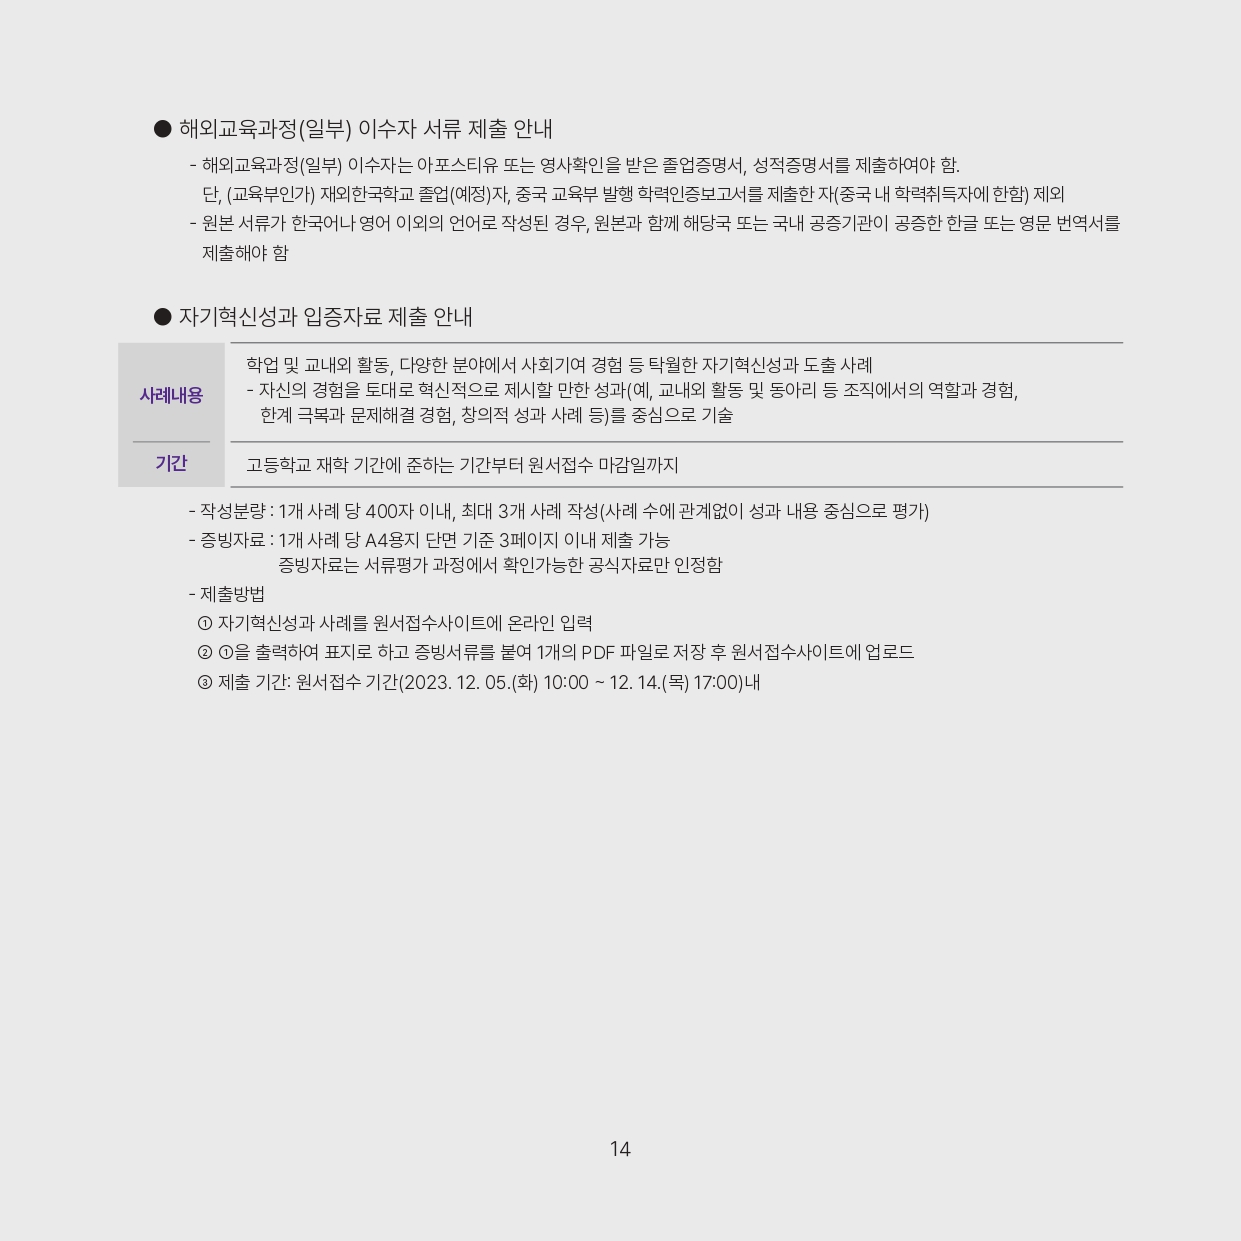 ● 해외교육과정(일부) 이수자 서류 제출 안내
- 해외교육과정(일부) 이수자는 아포스티유 또는 영사확인을 받은 졸업증명서, 성적증명서를 제출하여야 함.
단, (교육부인가) 재외한국학교 졸업(예정)자, 중국 교육부 발행 학력인증보고서를 제출한 자(중국 내 학력취득자에 한함) 제외
- 원본 서류가 한국어나 영어 이외의 언어로 작성된 경우, 원본과 함께 해당국 또는 국내 공증기관이 공증한 한글 또는 영문 번역서를
제출해야 함
● 자기혁신성과 입증자료 제출 안내
사례내용
학업 및 교내외 활동, 다양한 분야에서 사회기여 경험 등 탁월한 자기혁신성과 도출 사례
- 자신의 경험을 토대로 혁신적으로 제시할 만한 성과(예, 교내외 활동 및 동아리 등 조직에서의 역할과 경험,
한계 극복과 문제해결 경험, 창의적 성과 사례 등)를 중심으로 기술
기간
고등학교 재학 기간에 준하는 기간부터 원서접수 마감일까지
- 작성분량 : 1개 사례 당 400자 이내, 최대 3개 사례 작성(사례 수에 관계없이 성과 내용 중심으로 평가)
- 증빙자료 : 1개 사례 당 A4용지 단면 기준 3페이지 이내 제출 가능
증빙자료는 서류평가 과정에서 확인가능한 공식자료만 인정함
- 제출방법
① 자기혁신성과 사례를 원서접수사이트에 온라인 입력
② ①을 출력하여 표지로 하고 증빙서류를 붙여 1개의 PDF 파일로 저장 후 원서접수사이트에 업로드
③ 제출 기간: 원서접수 기간(2023. 12. 05.(화) 10:00 ~ 12. 14.(목) 17:00)내
14